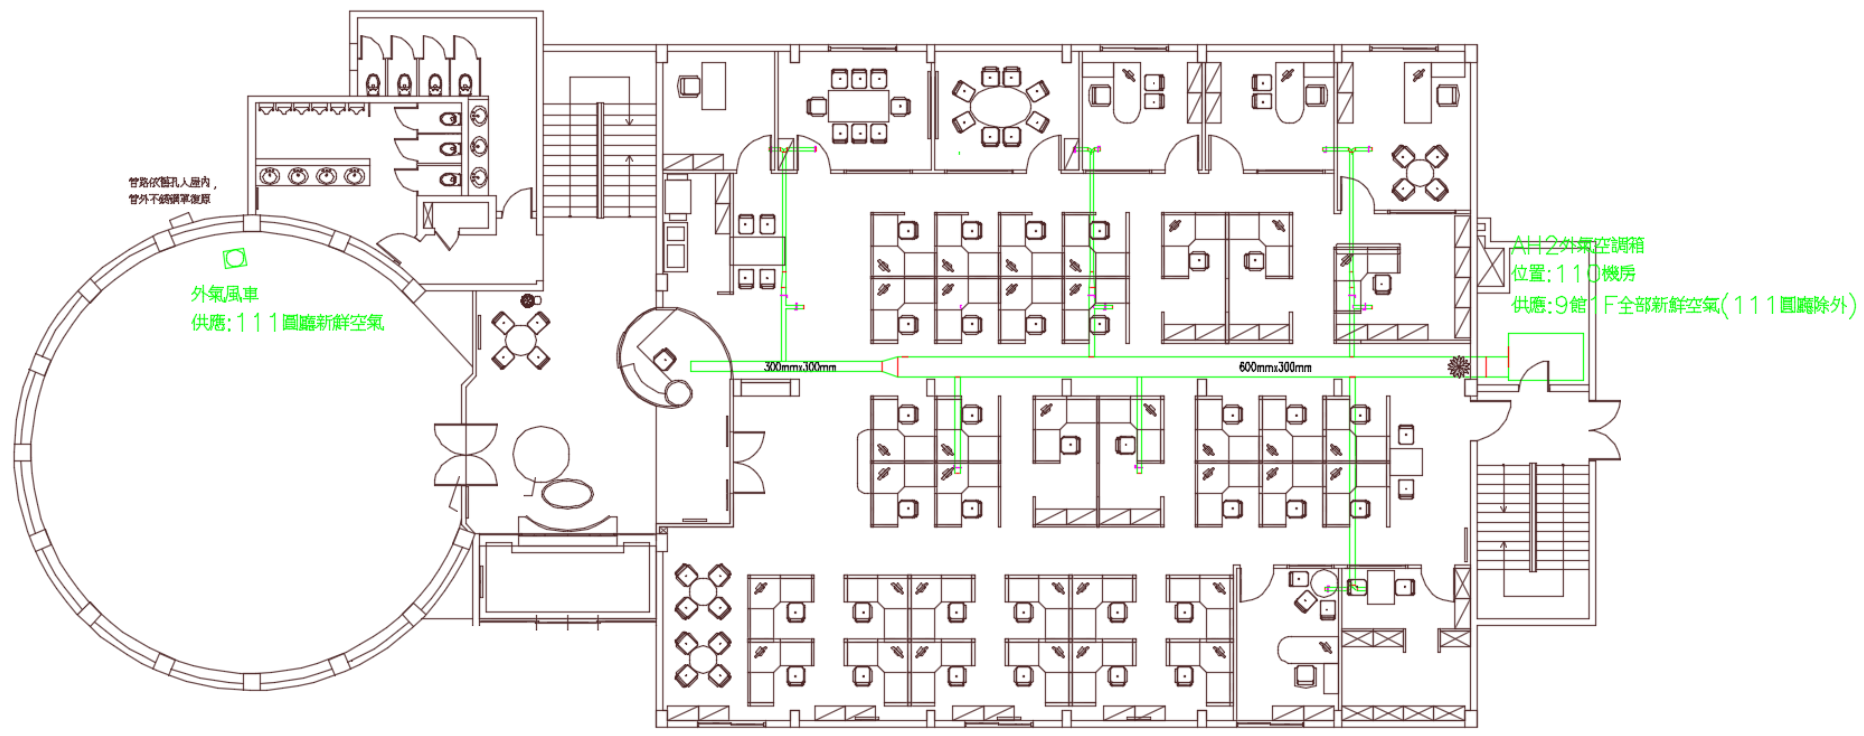 管路依舊孔入屋內，
管外不銹鋼罩復原
外氣風車
供應:111圓廳新鮮空氣
300mmx300mm
600mmx300mm
AH2外氣空調箱
位置:110機房
供應:9館1F全部新鮮空氣(111圓廳除外)